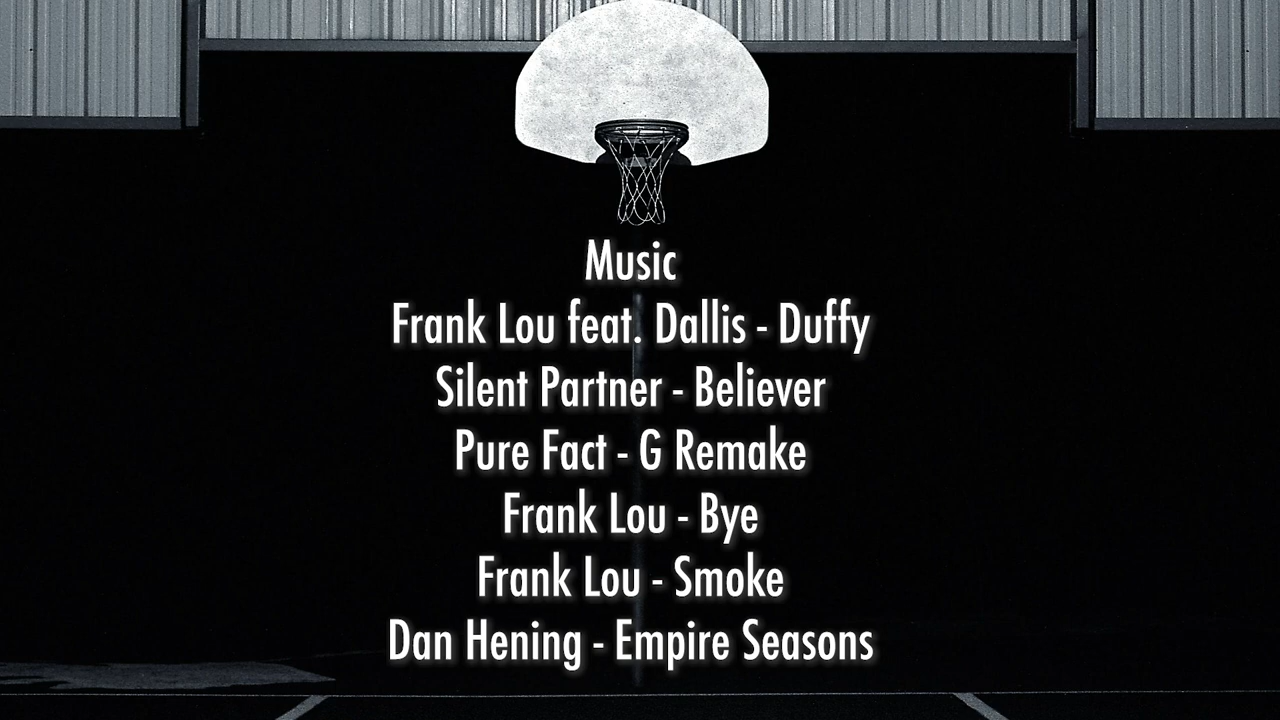 Music
Frank Lou feat. Dallis - Duffy
Silent Partner - Believer
Pure Fact - G Remake
Frank Lou - Bye
Frank Lou - Smoke
Dan Hening - Empire Seasons